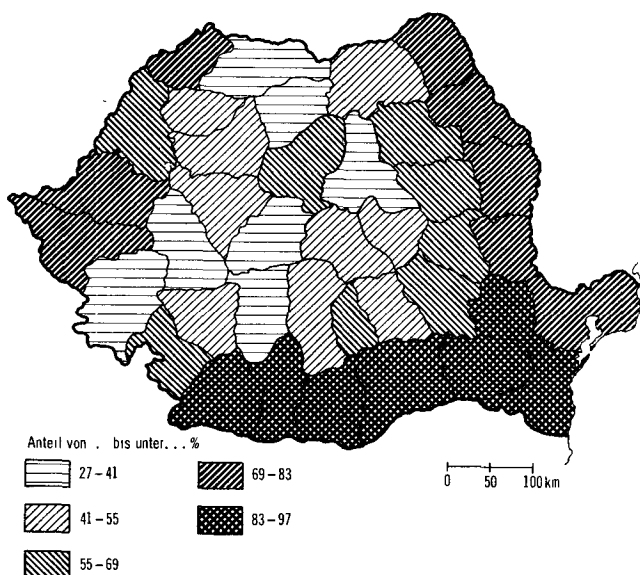 Anteil von . bis unter... %
27–41
41–55
55–69
69–83
83–97
0 50 100 km